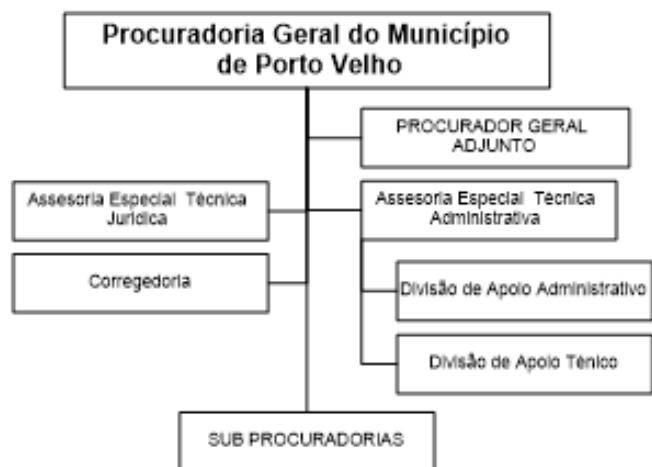 Procuradoria Geral do Município
de Porto Velho
PROCURADOR GERAL
ADJUNTO
Assesoria Especial Técnica
Jurídica
Assesoria Especial Técnica
Administrativa
Corregedoria
Divisão de Apoio Administrativo
Divisão de Apoio Ténico
SUB PROCURADORIAS